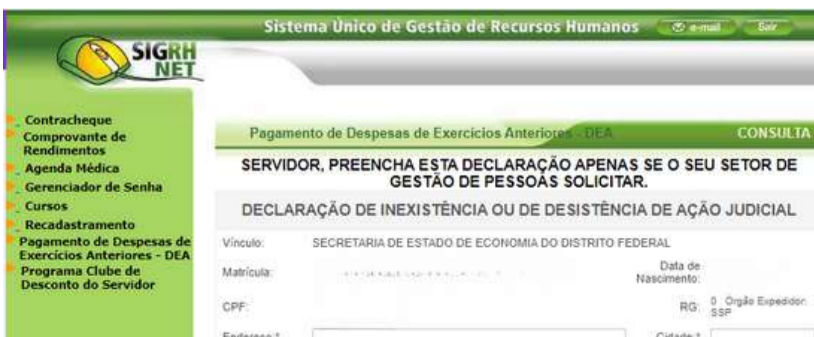 Sistema Único de Gestão de Recursos Humanos
e-mail
Sair
SIGRH
NET
Contracheque
Comprovante de
Rendimentos
Agenda Médica
Gerenciador de Senha
Cursos
Recadastramento
Pagamento de Despesas de
Exercícios Anteriores - DEA
Programa Clube de
Desconto do Servidor
Pagamento de Despesas de Exercícios Anteriores - DEA
CONSULTA
SERVIDOR, PREENCHA ESTA DECLARAÇÃO APENAS SE O SEU SETOR DE
GESTÃO DE PESSOAS SOLICITAR.
DECLARAÇÃO DE INEXISTÊNCIA OU DE DESISTÊNCIA DE AÇÃO JUDICIAL
Vínculo: SECRETARIA DE ESTADO DE ECONOMIA DO DISTRITO FEDERAL
Matrícula:
Data de
Nascimento:
CPF:
RG: 0 Orgão Expedidor:
SSP
Endereço:*
Cidade:*